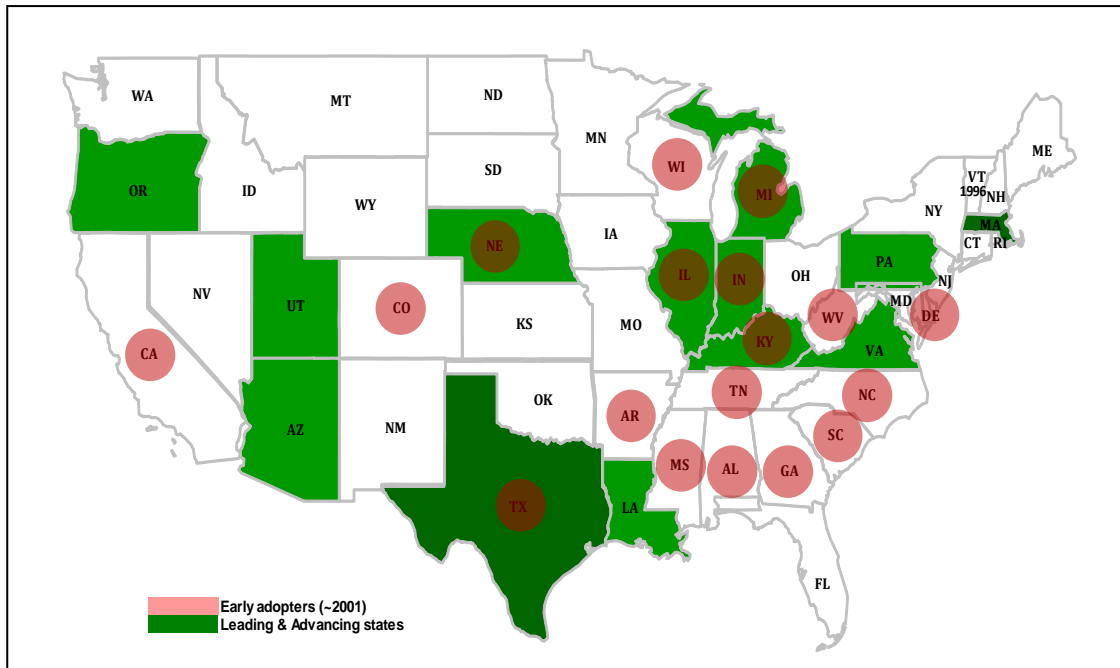 WA
MT
ND
MN
ME
OR
ID
SD
WI
MI
VT
1996
NH
NY
WY
MA
NE
IA
CT
RI
PA
IL
IN
OH
NJ
NV
UT
CO
MD
DE
WV
KS
MO
KY
VA
CA
TN
NC
OK
AR
AZ
NM
SC
MS
AL
GA
TX
LA
FL
Early adopters (~2001)
Leading & Advancing states